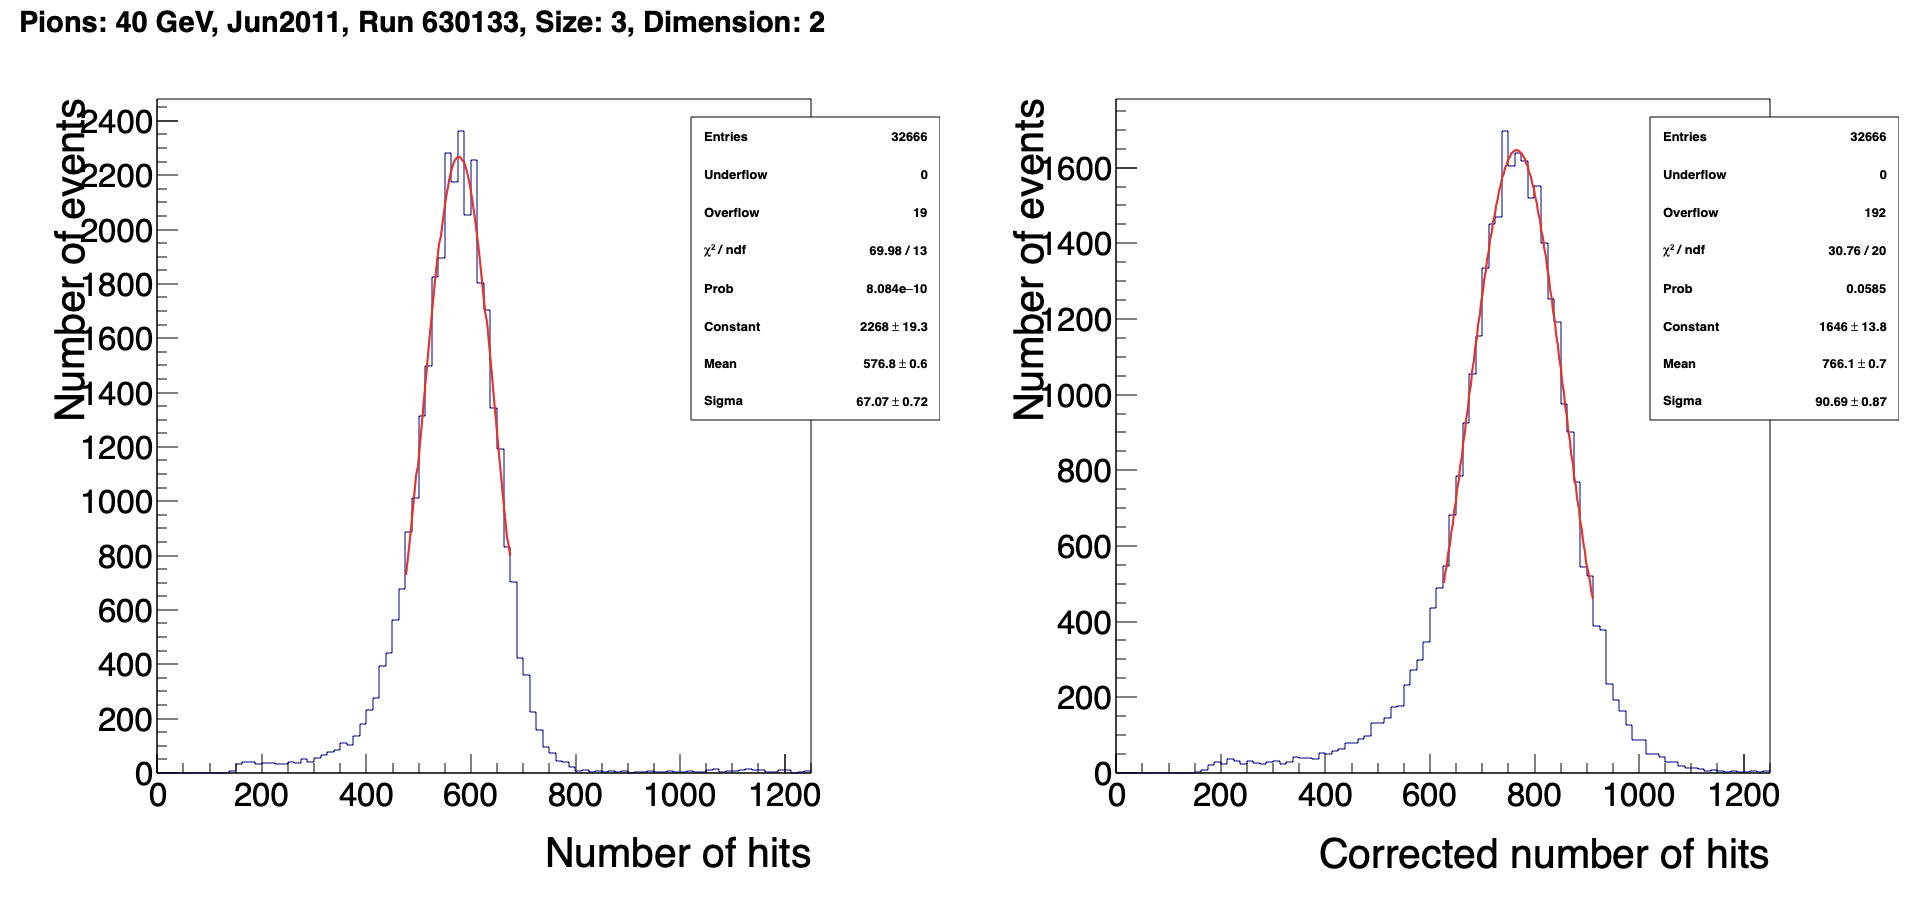 Pions: 40 GeV, Jun2011, Run 630133, Size: 3, Dimension: 2
Number of events
2400
2200
2000
1800
1600
1400
1200
1000
800
600
400
200
0
0 200 400 600 800 1000 1200
Number of hits
Entries 32666
Underflow 0
Overflow 19
χ² / ndf 69.98 / 13
Prob 8.084e−10
Constant 2268 ± 19.3
Mean 576.8 ± 0.6
Sigma 67.07 ± 0.72
Number of events
1600
1400
1200
1000
800
600
400
200
0
0 200 400 600 800 1000 1200
Corrected number of hits
Entries 32666
Underflow 0
Overflow 192
χ² / ndf 30.76 / 20
Prob 0.0585
Constant 1646 ± 13.8
Mean 766.1 ± 0.7
Sigma 90.69 ± 0.87